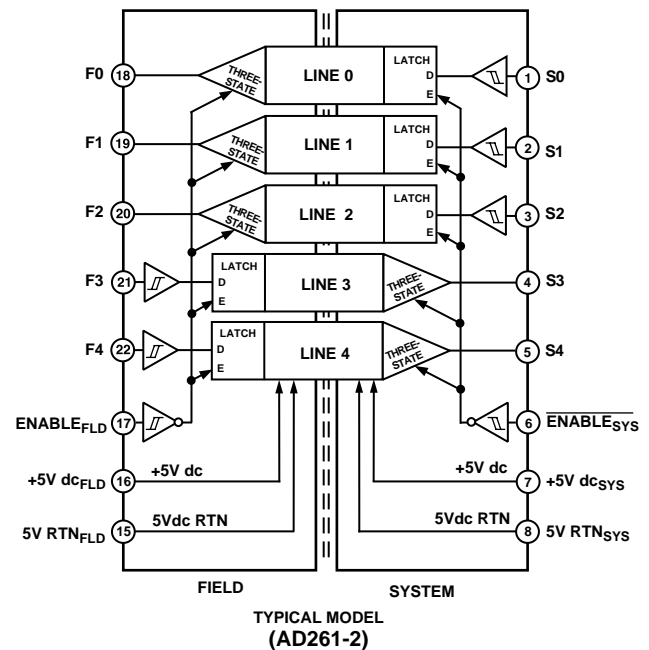 F0 18 THREE-STATE LINE 0 LATCH D E 1 S0
F1 19 THREE-STATE LINE 1 LATCH D E 2 S1
F2 20 THREE-STATE LINE 2 LATCH D E 3 S2
F3 21 LATCH D E LINE 3 THREE-STATE 4 S3
F4 22 LATCH D E LINE 4 THREE-STATE 5 S4
ENABLEFLD 17 6 ENABLESYS
+5V dcFLD 16 +5V dc +5V dc 7 +5V dcSYS
5V RTNFLD 15 5Vdc RTN 5Vdc RTN 8 5V RTNSYS
FIELD SYSTEM
TYPICAL MODEL
(AD261-2)